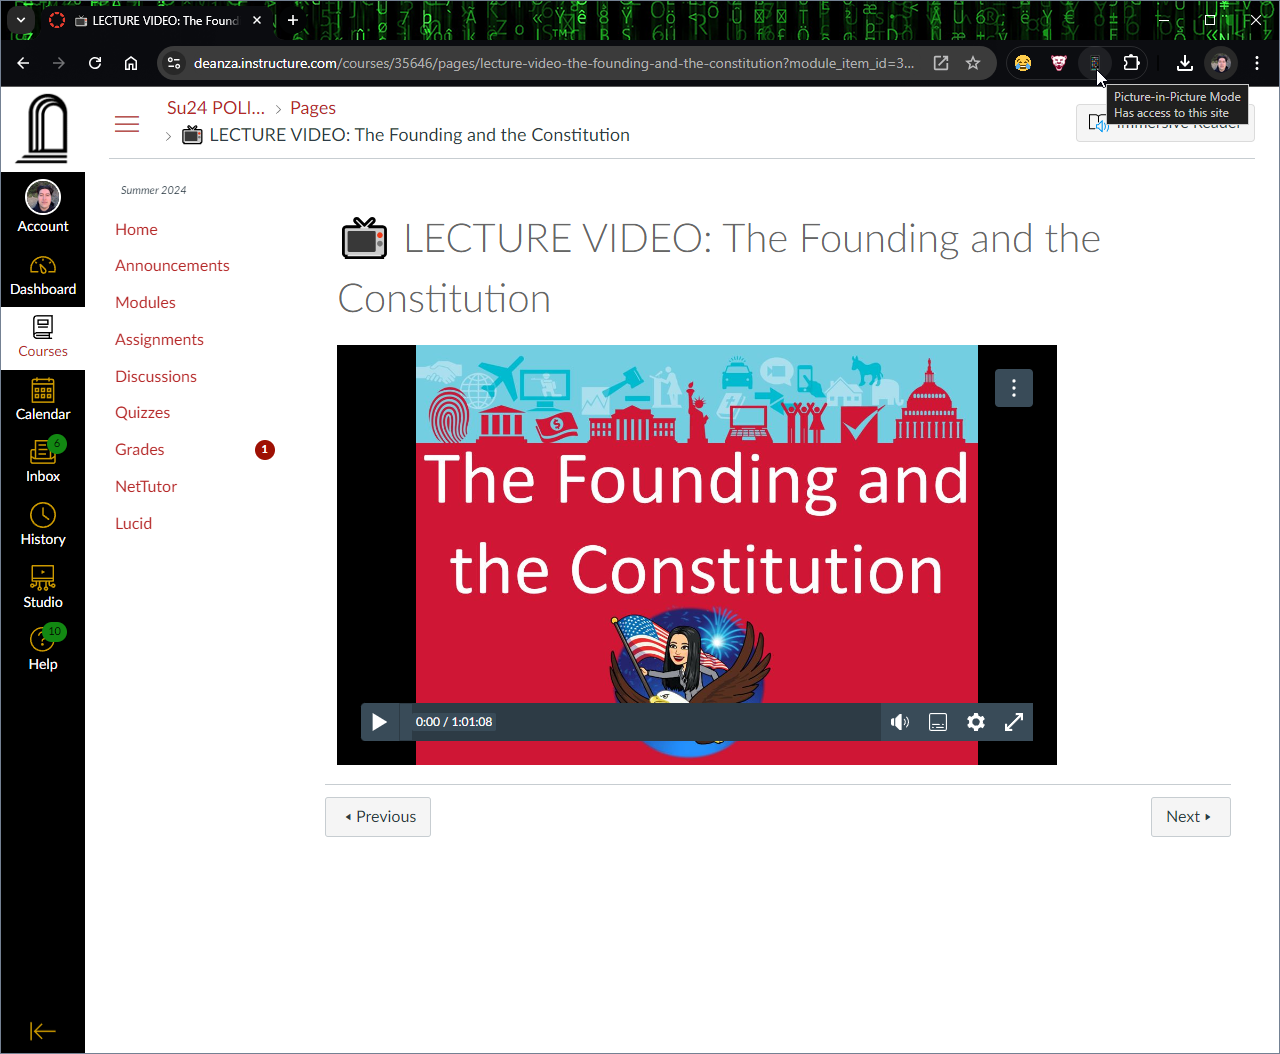 LECTURE VIDEO: The Found
deanza.instructure.com/courses/35646/pages/lecture-video-the-founding-and-the-constitution?module_item_id=3...
Picture-in-Picture Mode
Has access to this site
Su24 POLI... > Pages
> LECTURE VIDEO: The Founding and the Constitution
Immersive Reader
Summer 2024
Account
Dashboard
Courses
Calendar
6
Inbox
History
Studio
10
Help
Home
Announcements
Modules
Assignments
Discussions
Quizzes
Grades 1
NetTutor
Lucid
LECTURE VIDEO: The Founding and the
Constitution
The Founding and
the Constitution
0:00 / 1:01:08
Previous
Next